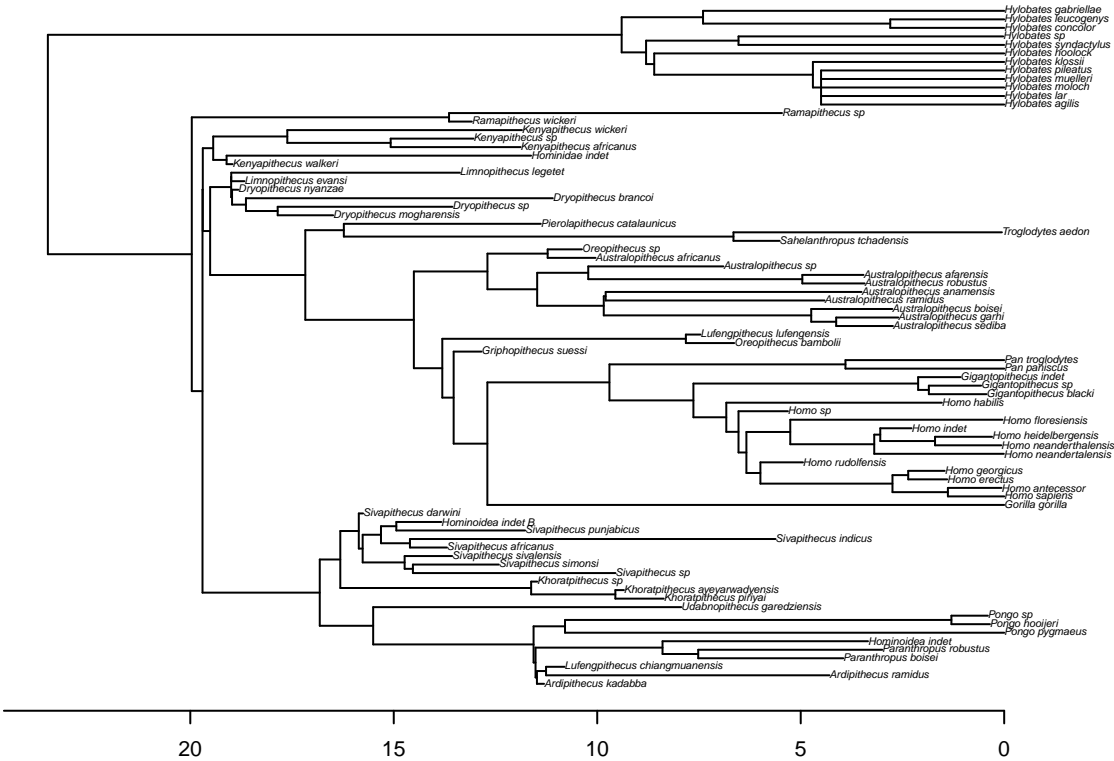 Hylobates gabriellae
Hylobates leucogenys
Hylobates concolor
Hylobates sp
Hylobates syndactylus
Hylobates hoolock
Hylobates klossii
Hylobates pileatus
Hylobates muelleri
Hylobates moloch
Hylobates lar
Hylobates agilis
Ramapithecus sp
Ramapithecus wickeri
Kenyapithecus wickeri
Kenyapithecus sp
Kenyapithecus africanus
Hominidae indet
Kenyapithecus walkeri
Limnopithecus legetet
Limnopithecus evansi
Dryopithecus nyanzae
Dryopithecus brancoi
Dryopithecus sp
Dryopithecus mogharensis
Pierolapithecus catalaunicus
Troglodytes aedon
Sahelanthropus tchadensis
Oreopithecus sp
Australopithecus africanus
Australopithecus sp
Australopithecus afarensis
Australopithecus robustus
Australopithecus anamensis
Australopithecus ramidus
Australopithecus boisei
Australopithecus garhi
Australopithecus sediba
Lufengpithecus lufengensis
Oreopithecus bambolii
Griphopithecus suessi
Pan troglodytes
Pan paniscus
Gigantopithecus indet
Gigantopithecus sp
Gigantopithecus blacki
Homo habilis
Homo sp
Homo floresiensis
Homo indet
Homo heidelbergensis
Homo neanderthalensis
Homo neandertalensis
Homo rudolfensis
Homo georgicus
Homo erectus
Homo antecessor
Homo sapiens
Gorilla gorilla
Sivapithecus darwini
Hominoidea indet B
Sivapithecus punjabicus
Sivapithecus indicus
Sivapithecus africanus
Sivapithecus sivalensis
Sivapithecus simonsi
Sivapithecus sp
Khoratpithecus sp
Khoratpithecus ayeyarwadyensis
Khoratpithecus piriyai
Udabnopithecus garedziensis
Pongo sp
Pongo hooijeri
Pongo pygmaeus
Hominoidea indet
Paranthropus robustus
Paranthropus boisei
Lufengpithecus chiangmuanensis
Ardipithecus ramidus
Ardipithecus kadabba
20 15 10 5 0